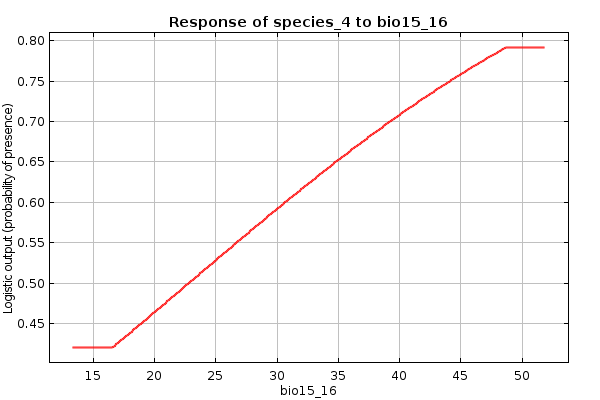 Response of species_4 to bio15_16
Logistic output (probability of presence)
0.80
0.75
0.70
0.65
0.60
0.55
0.50
0.45
15 20 25 30 35 40 45 50
bio15_16